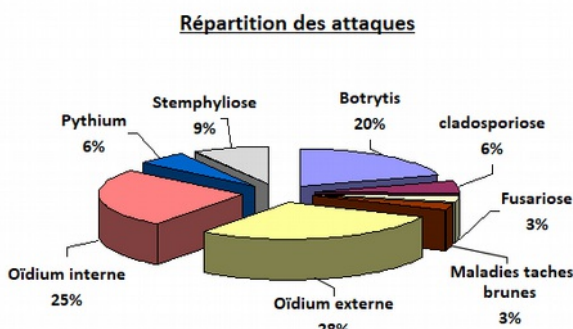 Répartition des attaques
Botrytis
20%
cladosporiose
6%
Fusariose
3%
Maladies taches
brunes
3%
Oïdium externe
28%
Oïdium interne
25%
Pythium
6%
Stemphyliose
9%